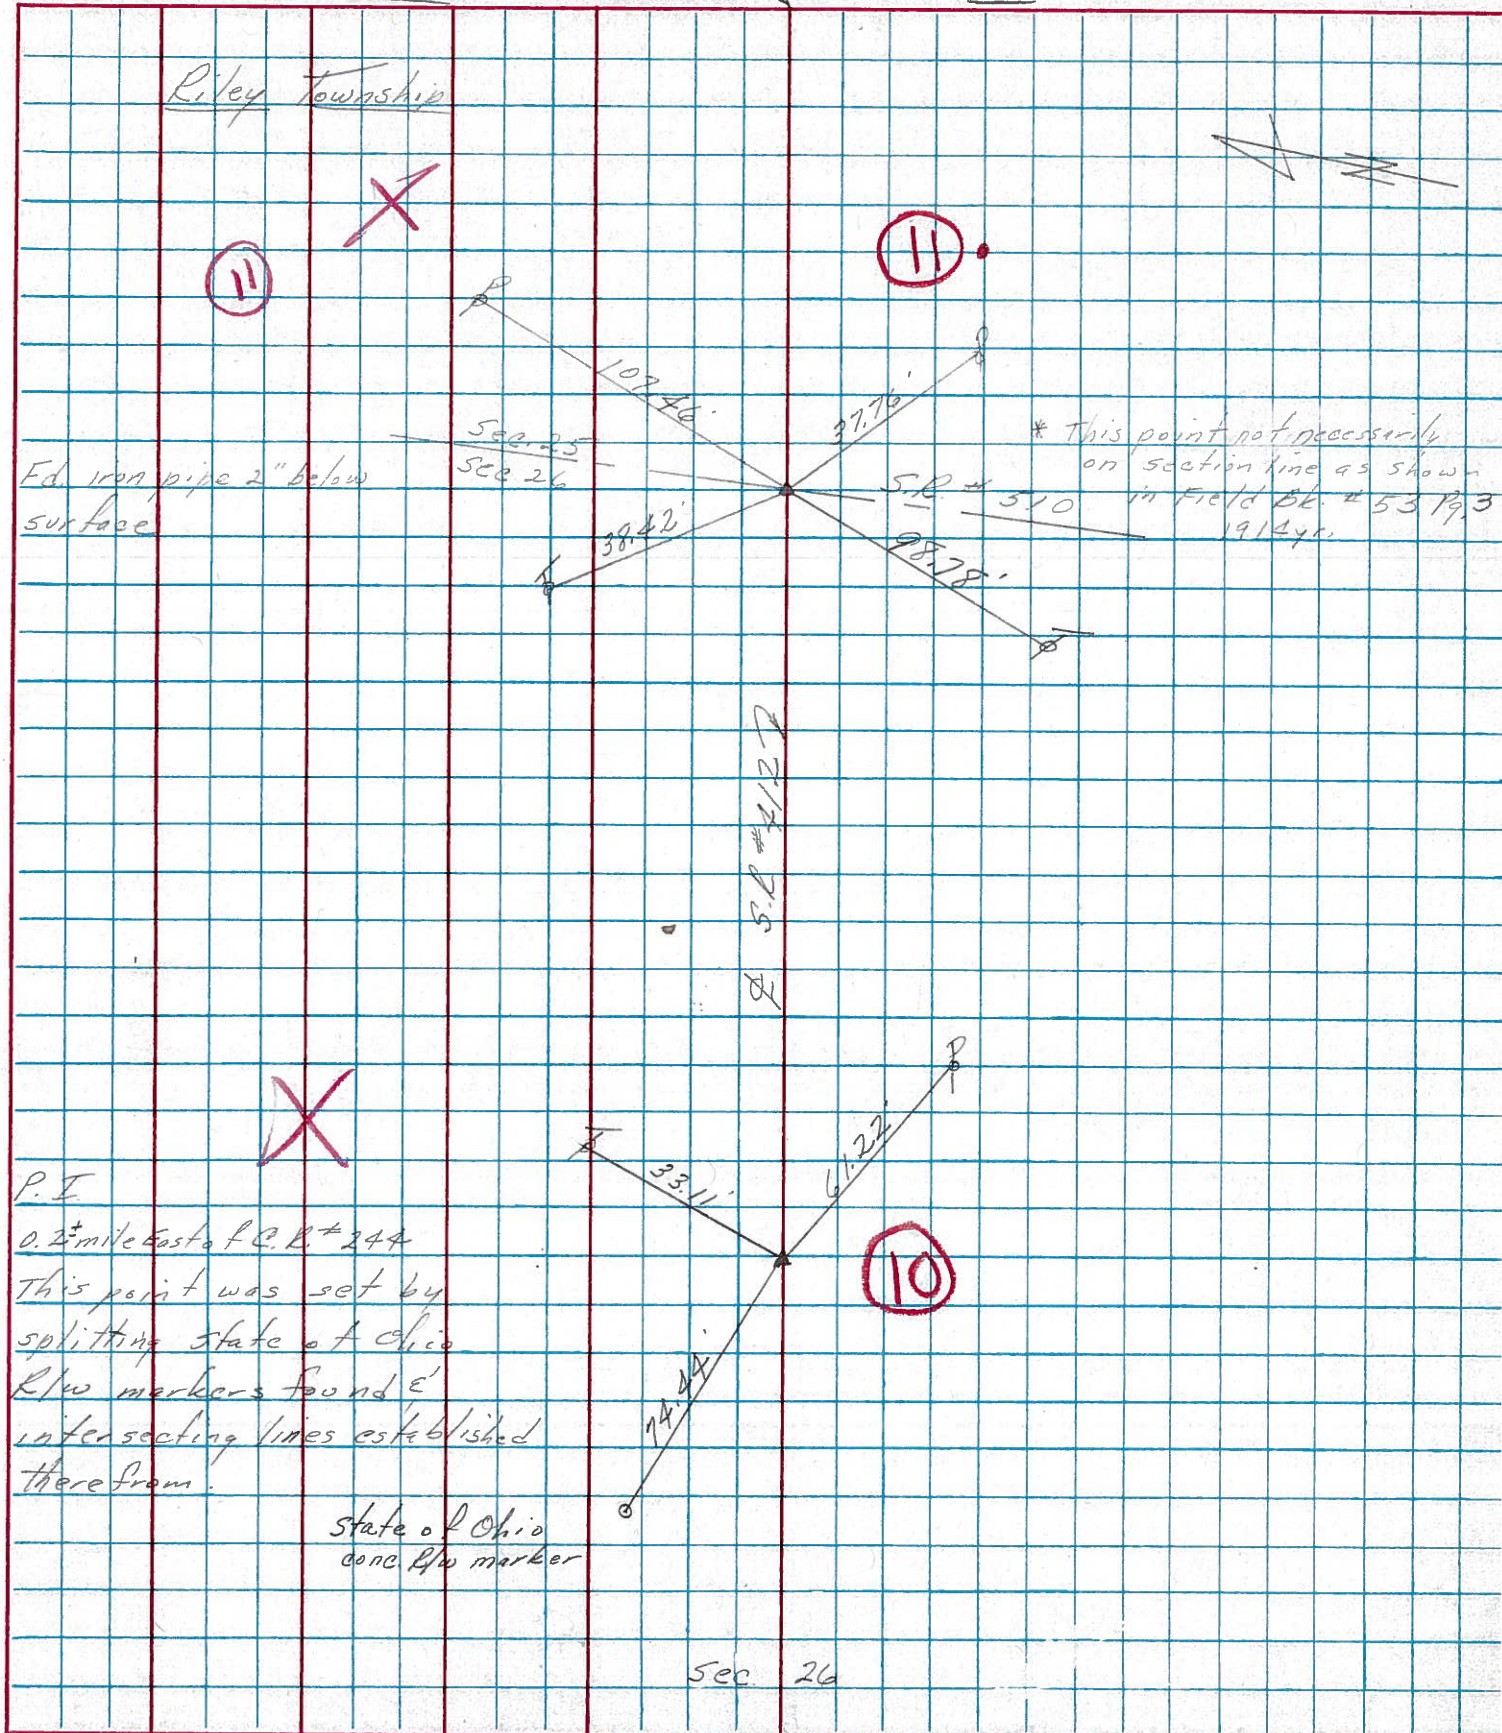 Riley Township
11
11
P
P
107.46'
37.76'
Sec. 25
Sec 26
Fd. iron pipe 2" below
surface
* This point not necessarily
on section line as shown
in Field Bk. # 53 Pg. 3
1914 yr.
S.R. # 510
38.42'
98.78'
T
T
℄ S.R #412
P
T
33.11'
61.22'
10
P. I.
0.2± mile East of C.R. # 244
This point was set by
splitting state of Ohio
R/w markers found &
intersecting lines established
therefrom.
74.44'
state of Ohio
conc. R/w marker
Sec 26